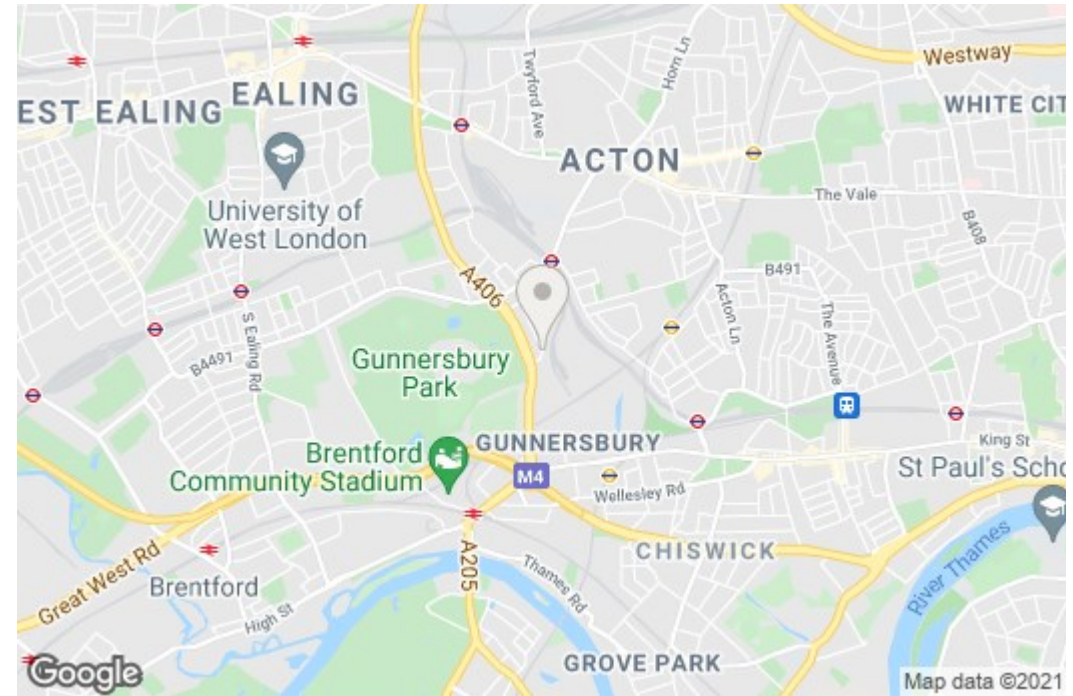 Westway
Twyford Ave
Horn Ln
EST EALING
EALING
WHITE CIT
ACTON
The Vale
University of
West London
B408
A406
B491
S Ealing Rd
Acton Ln
The Avenue
B4491
Gunnersbury
Park
GUNNERSBURY
King St
Brentford
Community Stadium
M4
St Paul's Scho
Wellesley Rd
Great West Rd
A205
CHISWICK
River Thames
Brentford
Thames Rd
High St
GROVE PARK
Google
Map data ©2021